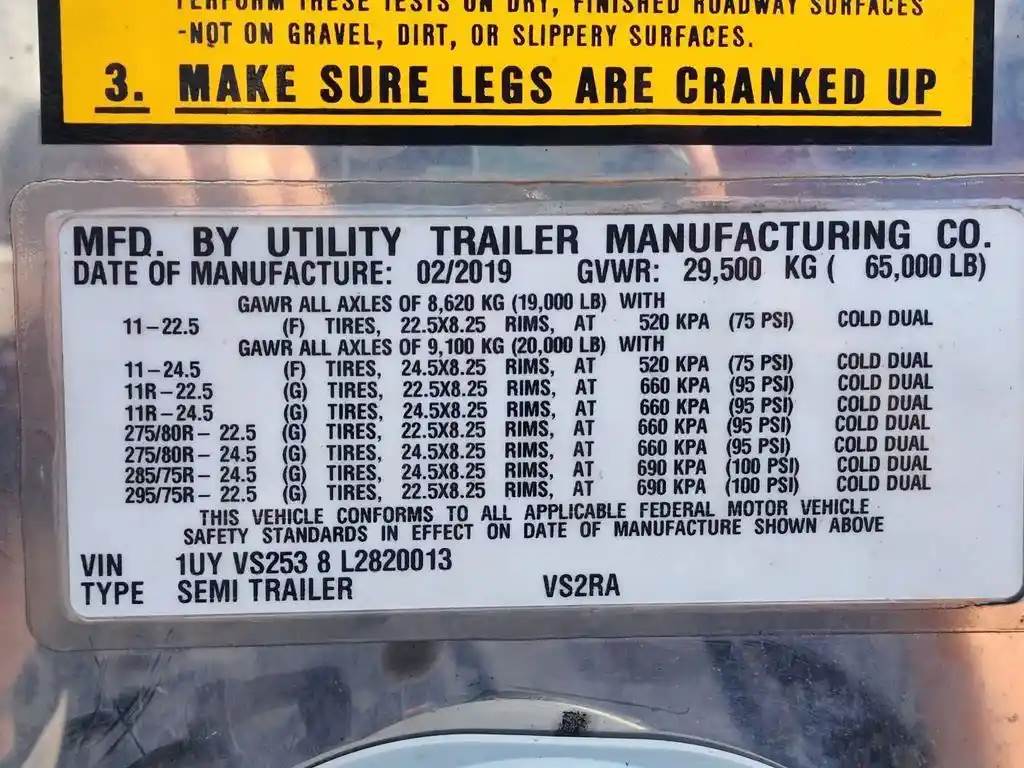 PERFORM THESE TESTS ON DRY, FINISHED ROADWAY SURFACES
-NOT ON GRAVEL, DIRT, OR SLIPPERY SURFACES.
3. MAKE SURE LEGS ARE CRANKED UP
MFD. BY UTILITY TRAILER MANUFACTURING CO.
DATE OF MANUFACTURE: 02/2019 GVWR: 29,500 KG ( 65,000 LB)
GAWR ALL AXLES OF 8,620 KG (19,000 LB) WITH
11-22.5 (F) TIRES, 22.5X8.25 RIMS, AT 520 KPA (75 PSI) COLD DUAL
GAWR ALL AXLES OF 9,100 KG (20,000 LB) WITH
11-24.5 (F) TIRES, 24.5X8.25 RIMS, AT 520 KPA (75 PSI) COLD DUAL
11R-22.5 (G) TIRES, 22.5X8.25 RIMS, AT 660 KPA (95 PSI) COLD DUAL
11R-24.5 (G) TIRES, 24.5X8.25 RIMS, AT 660 KPA (95 PSI) COLD DUAL
275/80R- 22.5 (G) TIRES, 22.5X8.25 RIMS, AT 660 KPA (95 PSI) COLD DUAL
275/80R- 24.5 (G) TIRES, 24.5X8.25 RIMS, AT 660 KPA (95 PSI) COLD DUAL
285/75R- 24.5 (G) TIRES, 24.5X8.25 RIMS, AT 690 KPA (100 PSI) COLD DUAL
295/75R- 22.5 (G) TIRES, 22.5X8.25 RIMS, AT 690 KPA (100 PSI) COLD DUAL
THIS VEHICLE CONFORMS TO ALL APPLICABLE FEDERAL MOTOR VEHICLE
SAFETY STANDARDS IN EFFECT ON DATE OF MANUFACTURE SHOWN ABOVE
VIN 1UY VS253 8 L2820013
TYPE SEMI TRAILER VS2RA